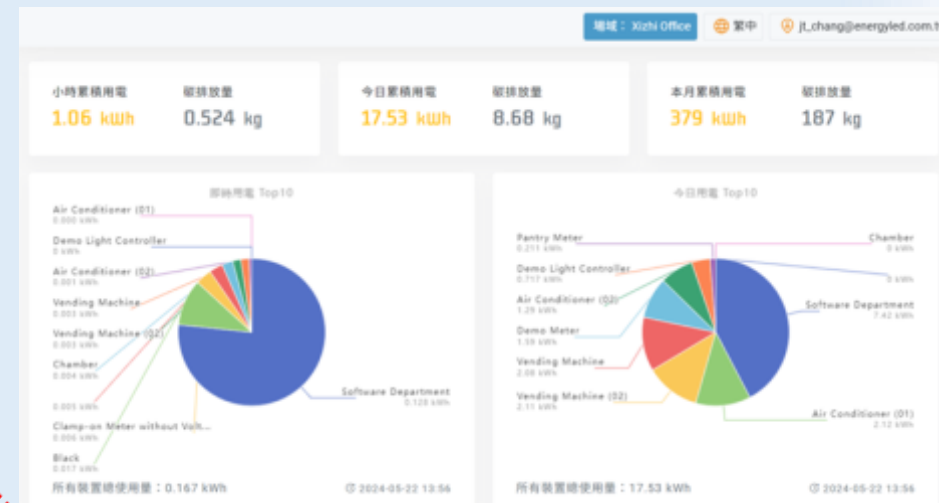 場域： Xizhi Office
繁中
jt_chang@energyled.com.t
小時累積用電
1.06 kWh
碳排放量
0.524 kg
今日累積用電
17.53 kWh
碳排放量
8.68 kg
本月累積用電
379 kWh
碳排放量
187 kg
即時用電 Top10
Air Conditioner (01)
0.000 kWh
Demo Light Controller
0 kWh
Air Conditioner (02)
0.001 kWh
Vending Machine
0.003 kWh
Vending Machine (02)
0.003 kWh
Chamber
0.004 kWh
0.005 kWh
Clamp-on Meter without Volt...
0.006 kWh
Black
0.017 kWh
Software Department
0.128 kWh
所有裝置總使用量：0.167 kWh
2024-05-22 13:56
今日用電 Top10
Pantry Meter
0.211 kWh
Demo Light Controller
0.717 kWh
Air Conditioner (02)
1.29 kWh
Demo Meter
1.59 kWh
Vending Machine
2.08 kWh
Vending Machine (02)
2.11 kWh
Chamber
0 kWh
0 kWh
Software Department
7.42 kWh
Air Conditioner (01)
2.12 kWh
所有裝置總使用量：17.53 kWh
2024-05-22 13:56